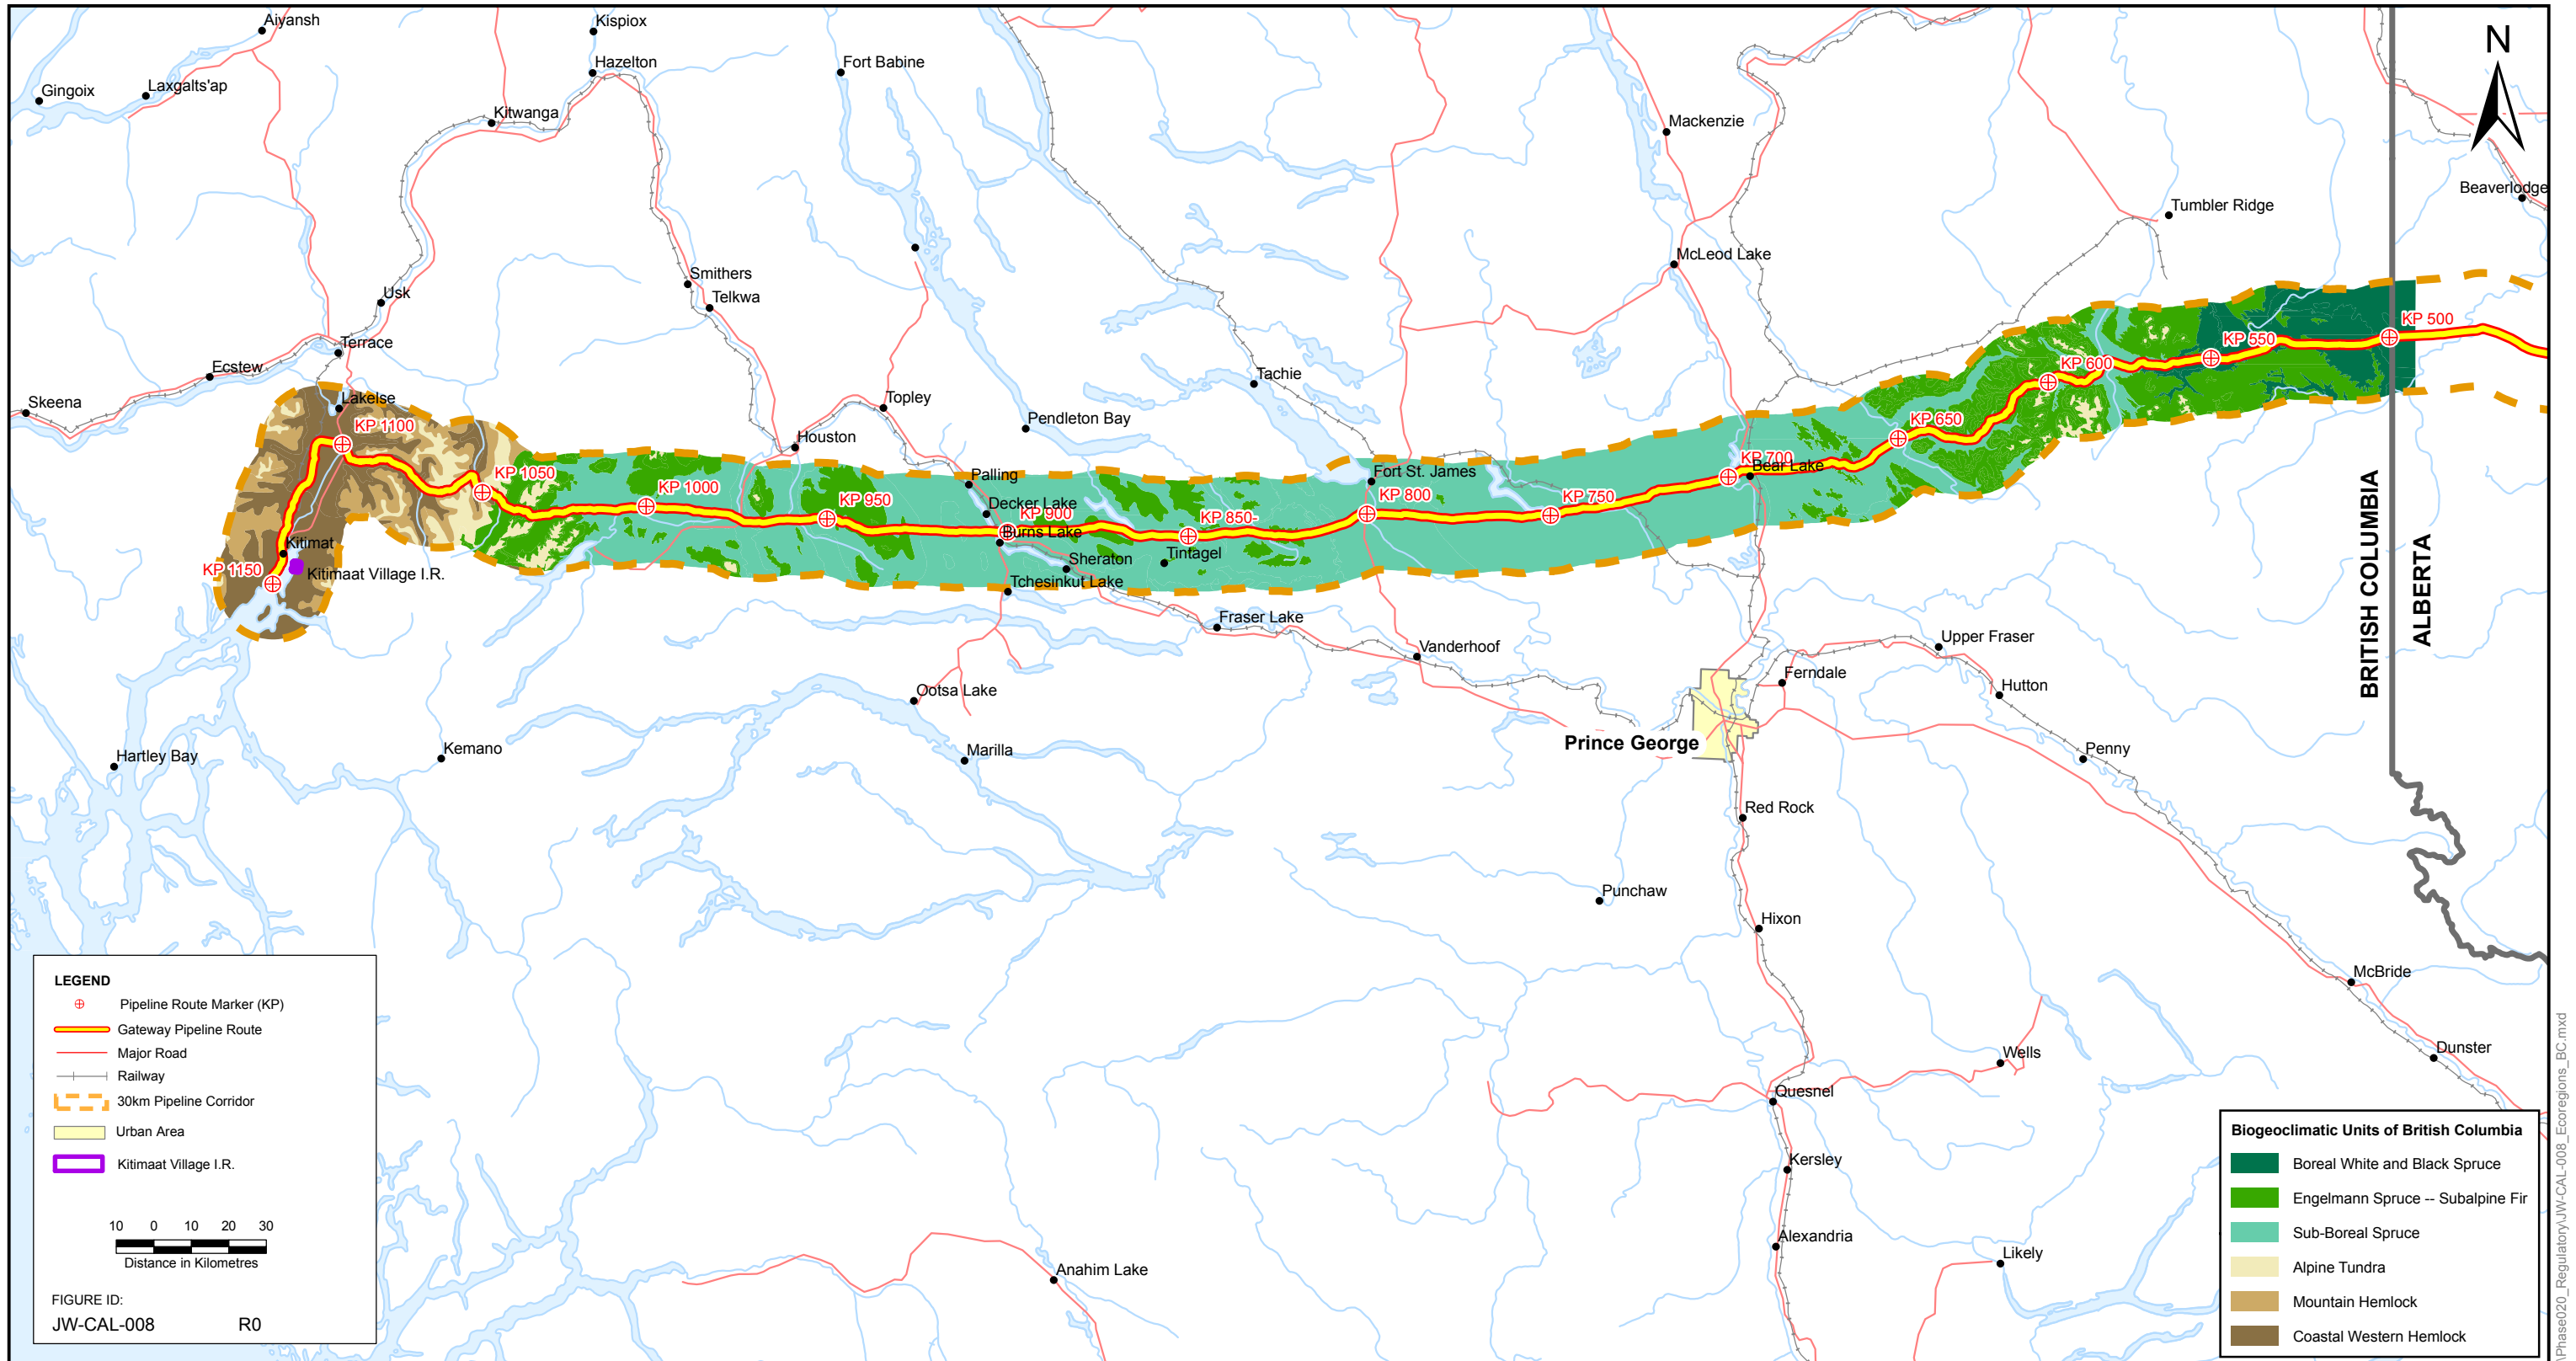 Aiyansh
Kispiox
Hazelton
Fort Babine
Gingoix
Laxgalts'ap
Kitwanga
Mackenzie
N
Beaverlodge
Tumbler Ridge
McLeod Lake
Smithers
Telkwa
Usk
Terrace
Ecstew
Skeena
Lakelse
Topley
Tachie
Pendleton Bay
Houston
Palling
Decker Lake
Burns Lake
Sheraton
Tintagel
Tchesinkut Lake
Fort St. James
Bear Lake
KP 500
KP 550
KP 600
KP 650
KP 700
KP 750
KP 800
KP 850-
KP 900
KP 950
KP 1000
KP 1050
KP 1100
KP 1150
Kitimat
Kitimaat Village I.R.
BRITISH COLUMBIA
ALBERTA
Fraser Lake
Vanderhoof
Upper Fraser
Ferndale
Hutton
Ootsa Lake
Prince George
Penny
Hartley Bay
Kemano
Marilla
Red Rock
Punchaw
Hixon
McBride
Dunster
Wells
Quesnel
Kersley
Alexandria
Likely
Anahim Lake
LEGEND
Pipeline Route Marker (KP)
Gateway Pipeline Route
Major Road
Railway
30km Pipeline Corridor
Urban Area
Kitimaat Village I.R.
10 0 10 20 30
Distance in Kilometres
FIGURE ID:
JW-CAL-008 R0
Biogeoclimatic Units of British Columbia
Boreal White and Black Spruce
Engelmann Spruce -- Subalpine Fir
Sub-Boreal Spruce
Alpine Tundra
Mountain Hemlock
Coastal Western Hemlock
\Phase020_Regulatory\JW-CAL-008_Ecoregions_BC.mxd